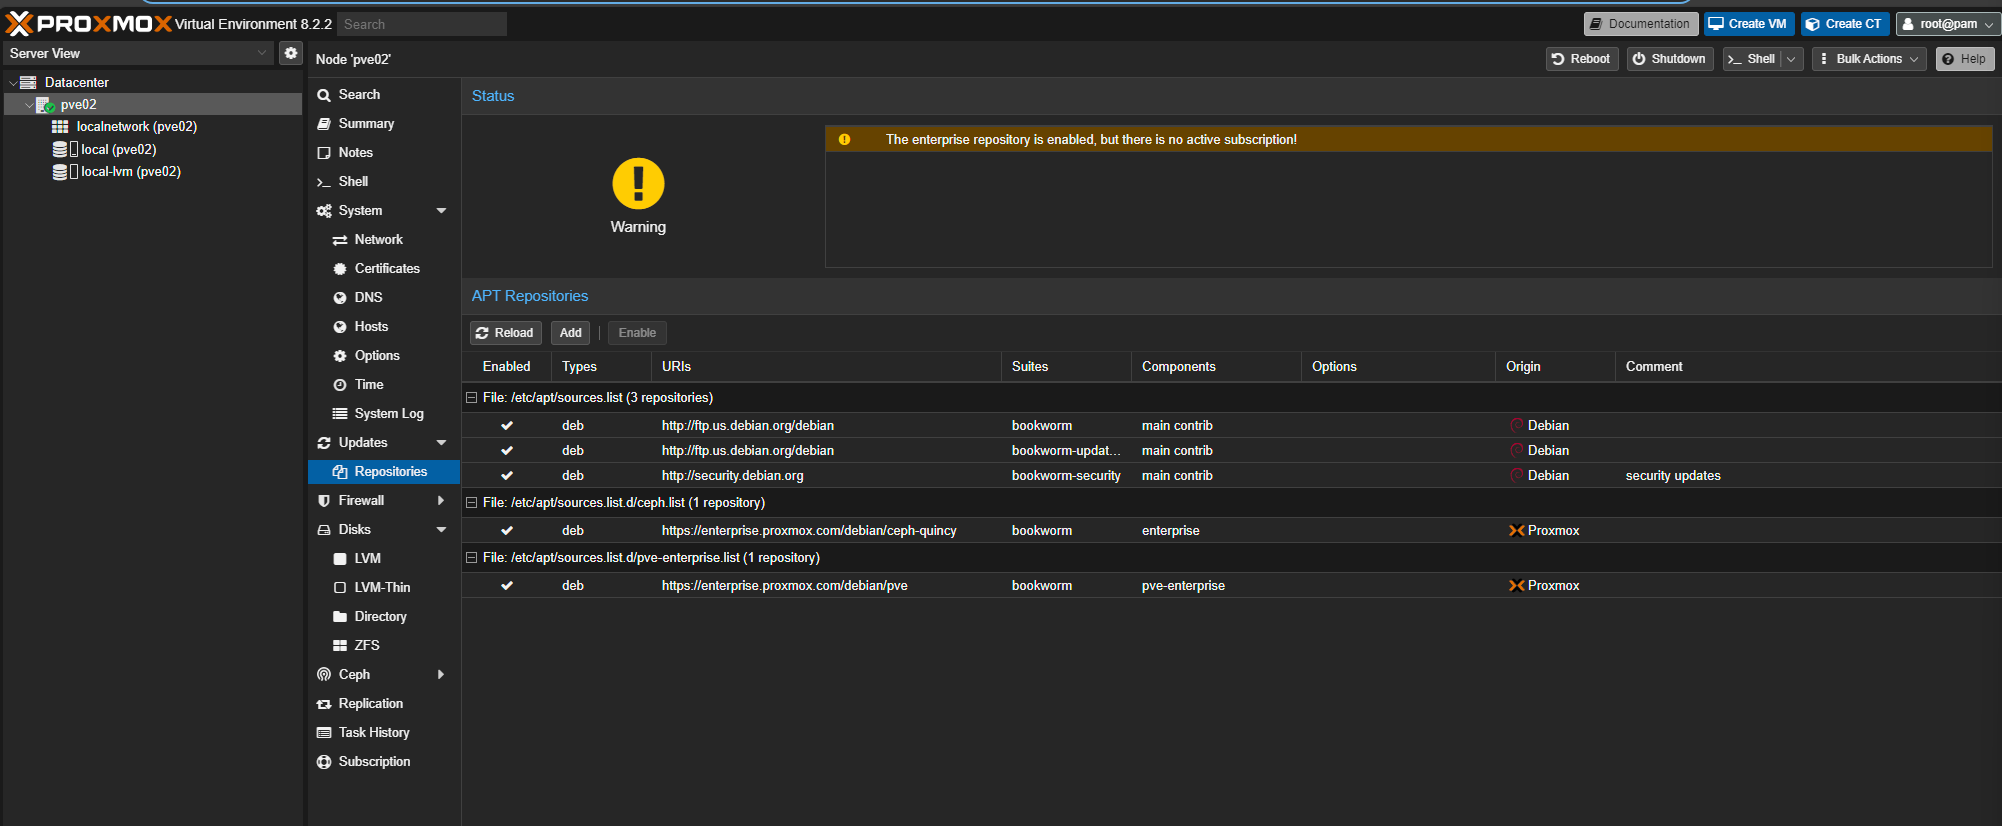 PROXMOX Virtual Environment 8.2.2 Search Documentation Create VM Create CT root@pam
Server View
Datacenter
pve02
localnetwork (pve02)
local (pve02)
local-lvm (pve02)
Node 'pve02' Reboot Shutdown Shell Bulk Actions Help
Search
Summary
Notes
Shell
System
Network
Certificates
DNS
Hosts
Options
Time
System Log
Updates
Repositories
Firewall
Disks
LVM
LVM-Thin
Directory
ZFS
Ceph
Replication
Task History
Subscription
Status
Warning
The enterprise repository is enabled, but there is no active subscription!
APT Repositories
Reload Add Enable
Enabled Types URIs Suites Components Options Origin Comment
File: /etc/apt/sources.list (3 repositories)
deb http://ftp.us.debian.org/debian bookworm main contrib Debian
deb http://ftp.us.debian.org/debian bookworm-updat... main contrib Debian
deb http://security.debian.org bookworm-security main contrib Debian security updates
File: /etc/apt/sources.list.d/ceph.list (1 repository)
deb https://enterprise.proxmox.com/debian/ceph-quincy bookworm enterprise Proxmox
File: /etc/apt/sources.list.d/pve-enterprise.list (1 repository)
deb https://enterprise.proxmox.com/debian/pve bookworm pve-enterprise Proxmox